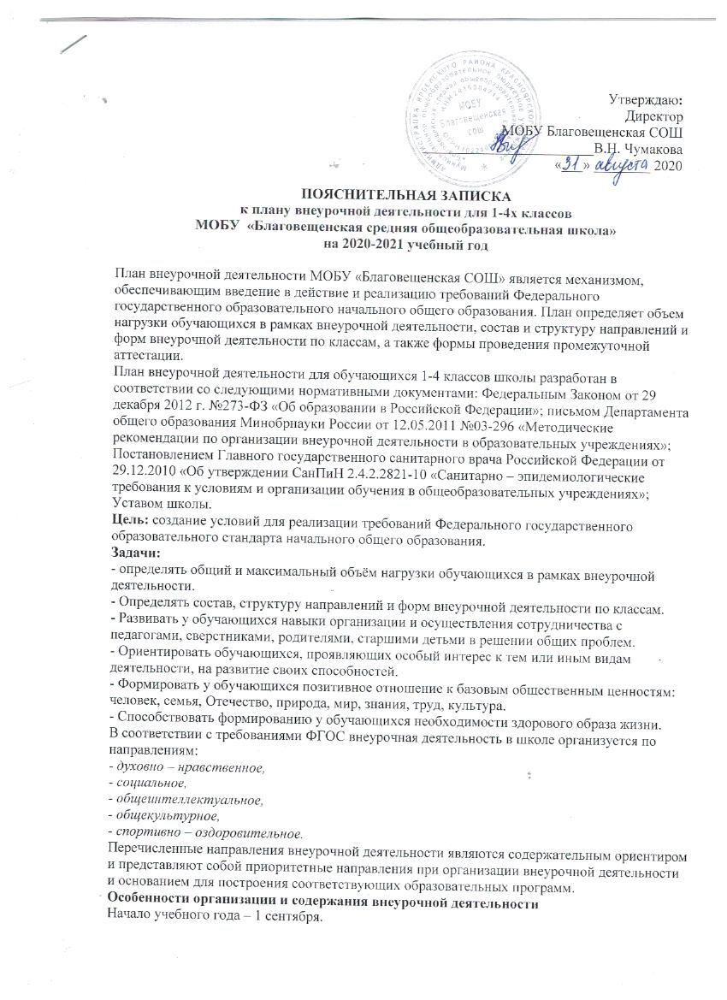 Утверждаю:
Директор
МОБУ Благовещенская СОШ
В.Н. Чумакова
«31» августа 2020
МОБУ
Благовещенская
СОШ
ПОЯСНИТЕЛЬНАЯ ЗАПИСКА
к плану внеурочной деятельности для 1-4х классов
МОБУ «Благовещенская средняя общеобразовательная школа»
на 2020-2021 учебный год
План внеурочной деятельности МОБУ «Благовещенская СОШ» является механизмом,
обеспечивающим введение в действие и реализацию требований Федерального
государственного образовательного начального общего образования. План определяет объем
нагрузки обучающихся в рамках внеурочной деятельности, состав и структуру направлений и
форм внеурочной деятельности по классам, а также формы проведения промежуточной
аттестации.
План внеурочной деятельности для обучающихся 1-4 классов школы разработан в
соответствии со следующими нормативными документами: Федеральным Законом от 29
декабря 2012 г. №273-ФЗ «Об образовании в Российской Федерации»; письмом Департамента
общего образования Минобрнауки России от 12.05.2011 №03-296 «Методические
рекомендации по организации внеурочной деятельности в образовательных учреждениях»;
Постановлением Главного государственного санитарного врача Российской Федерации от
29.12.2010 «Об утверждении СанПиН 2.4.2.2821-10 «Санитарно – эпидемиологические
требования к условиям и организации обучения в общеобразовательных учреждениях»;
Уставом школы.
Цель: создание условий для реализации требований Федерального государственного
образовательного стандарта начального общего образования.
Задачи:
- определять общий и максимальный объём нагрузки обучающихся в рамках внеурочной
деятельности.
- Определять состав, структуру направлений и форм внеурочной деятельности по классам.
- Развивать у обучающихся навыки организации и осуществления сотрудничества с
педагогами, сверстниками, родителями, старшими детьми в решении общих проблем.
- Ориентировать обучающихся, проявляющих особый интерес к тем или иным видам
деятельности, на развитие своих способностей.
- Формировать у обучающихся позитивное отношение к базовым общественным ценностям:
человек, семья, Отечество, природа, мир, знания, труд, культура.
- Способствовать формированию у обучающихся необходимости здорового образа жизни.
В соответствии с требованиями ФГОС внеурочная деятельность в школе организуется по
направлениям:
- духовно – нравственное,
- социальное,
- общеинтеллектуальное,
- общекультурное,
- спортивно – оздоровительное.
Перечисленные направления внеурочной деятельности являются содержательным ориентиром
и представляют собой приоритетные направления при организации внеурочной деятельности
и основанием для построения соответствующих образовательных программ.
Особенности организации и содержания внеурочной деятельности
Начало учебного года – 1 сентября.